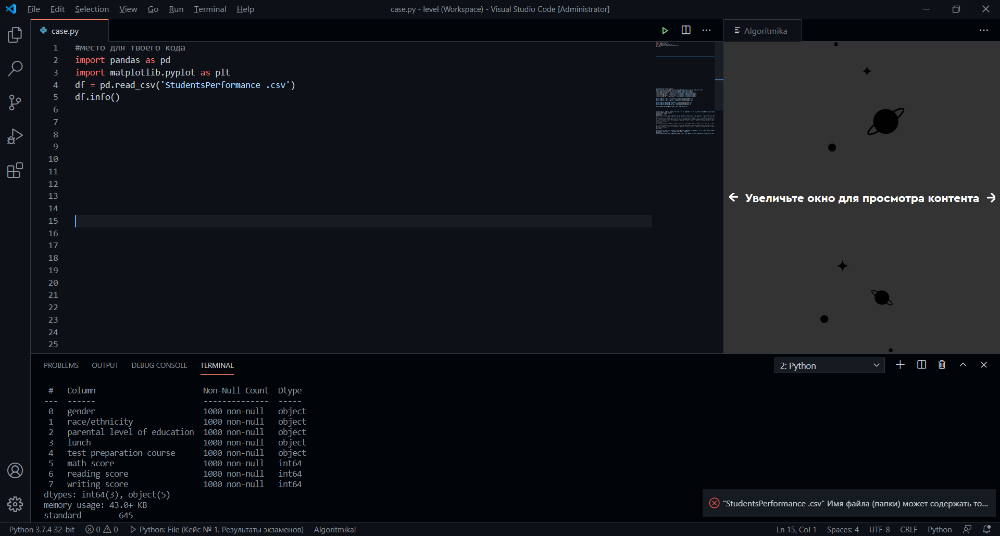 File Edit Selection View Go Run Terminal Help
case.py - level (Workspace) - Visual Studio Code [Administrator]
case.py
Algoritmika
1 #место для твоего кода
2 import pandas as pd
3 import matplotlib.pyplot as plt
4 df = pd.read_csv('StudentsPerformance .csv')
5 df.info()
6
7
8
9
10
11
12
13
14
15
16
17
18
19
20
21
22
23
24
25
Увеличьте окно для просмотра контента
PROBLEMS OUTPUT DEBUG CONSOLE TERMINAL
2: Python
# Column Non-Null Count Dtype
--- ------ -------------- -----
0 gender 1000 non-null object
1 race/ethnicity 1000 non-null object
2 parental level of education 1000 non-null object
3 lunch 1000 non-null object
4 test preparation course 1000 non-null object
5 math score 1000 non-null int64
6 reading score 1000 non-null int64
7 writing score 1000 non-null int64
dtypes: int64(3), object(5)
memory usage: 43.0+ KB
standard 645
"StudentsPerformance .csv" Имя файла (папки) может содержать то...
Python 3.7.4 32-bit 0 0 Python: File (Кейс № 1. Результаты экзаменов) Algoritmika!
Ln 15, Col 1 Spaces: 4 UTF-8 CRLF Python